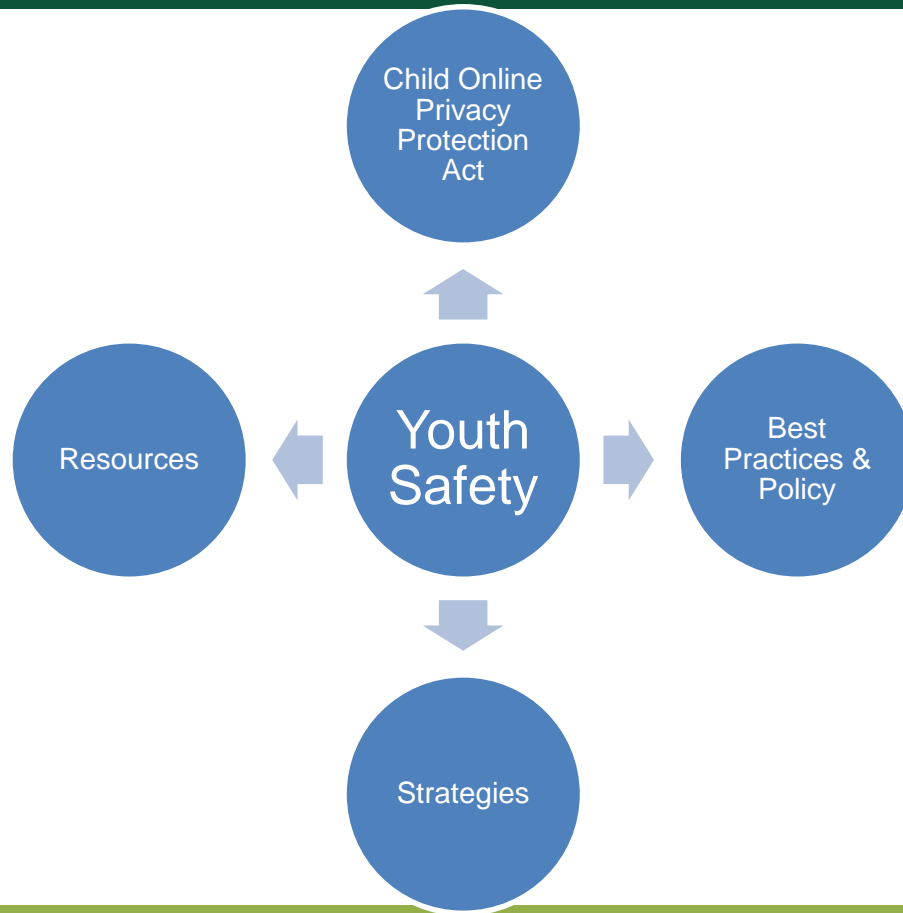 Child Online
Privacy
Protection
Act
Resources
Youth
Safety
Best
Practices &
Policy
Strategies